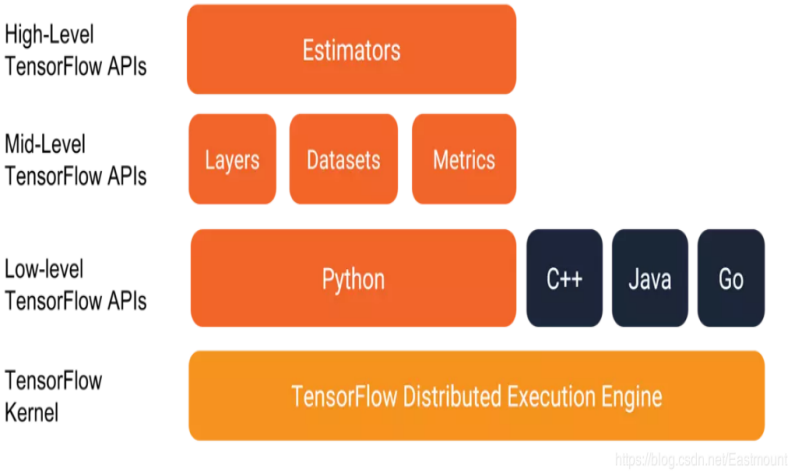 High-Level
TensorFlow APIs
Estimators
Mid-Level
TensorFlow APIs
Layers
Datasets
Metrics
Low-level
TensorFlow APIs
Python
C++
Java
Go
TensorFlow
Kernel
TensorFlow Distributed Execution Engine
https://blog.csdn.net/Eastmount